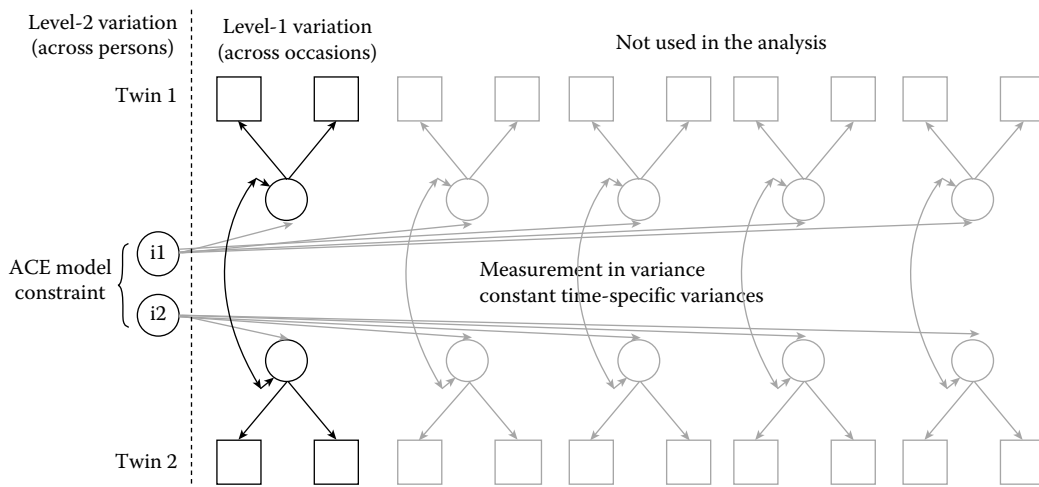 Level-2 variation
(across persons)
Level-1 variation
(across occasions)
Not used in the analysis
Twin 1
i1
ACE model
constraint
i2
Measurement in variance
constant time-specific variances
Twin 2